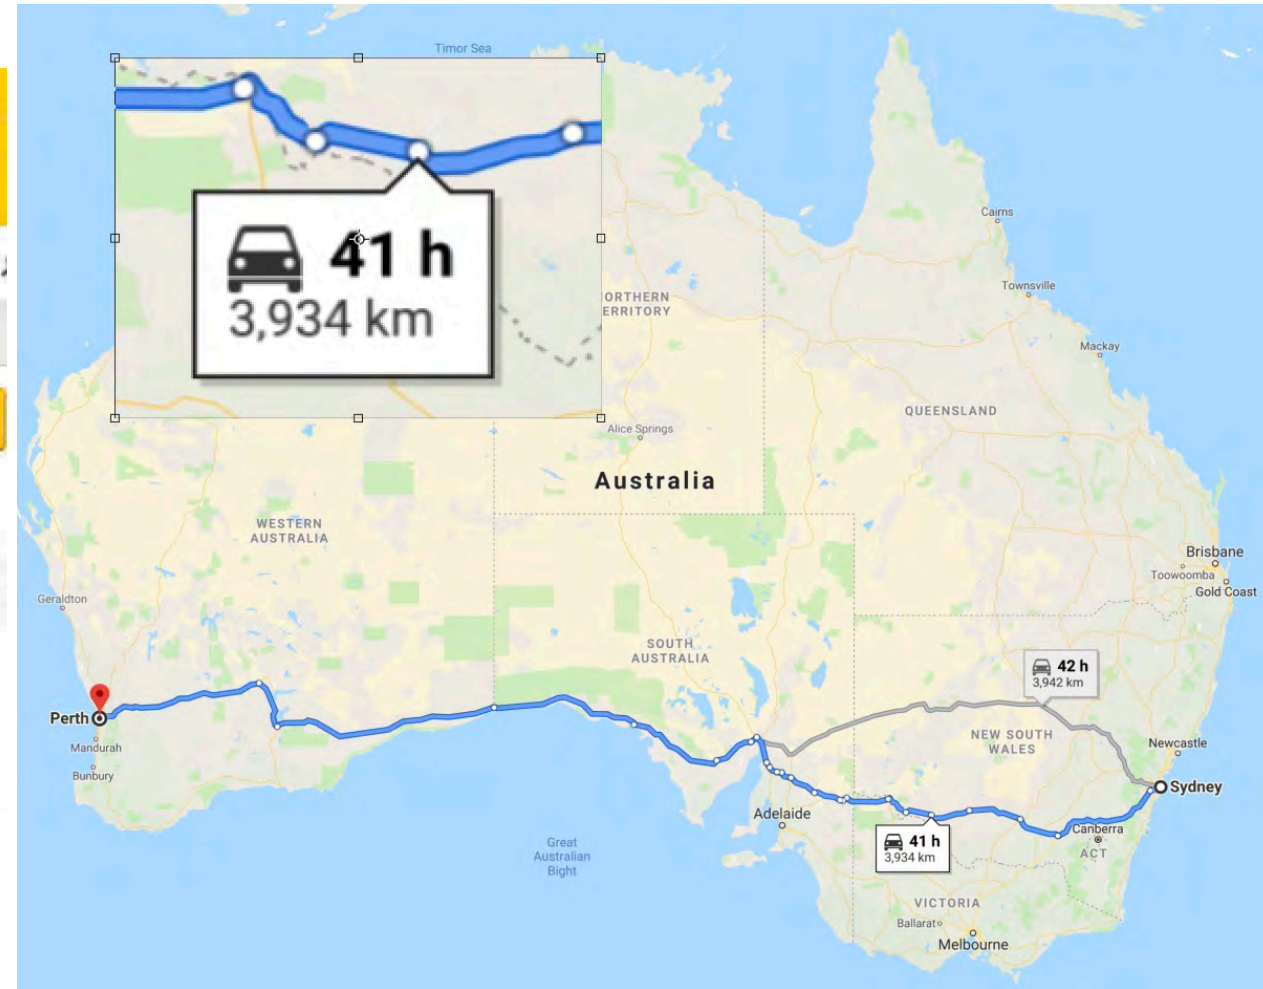 Timor Sea
41 h
3,934 km
ORTHERN
ERRITORY
Cairns
Townsville
Mackay
QUEENSLAND
Alice Springs
Australia
WESTERN
AUSTRALIA
Brisbane
Toowoomba
Gold Coast
Geraldton
SOUTH
AUSTRALIA
42 h
3,942 km
Perth
Mandurah
Bunbury
NEW SOUTH
WALES
Newcastle
Sydney
Adelaide
Canberra
ACT
41 h
3,934 km
Great
Australian
Bight
VICTORIA
Ballarat
Melbourne